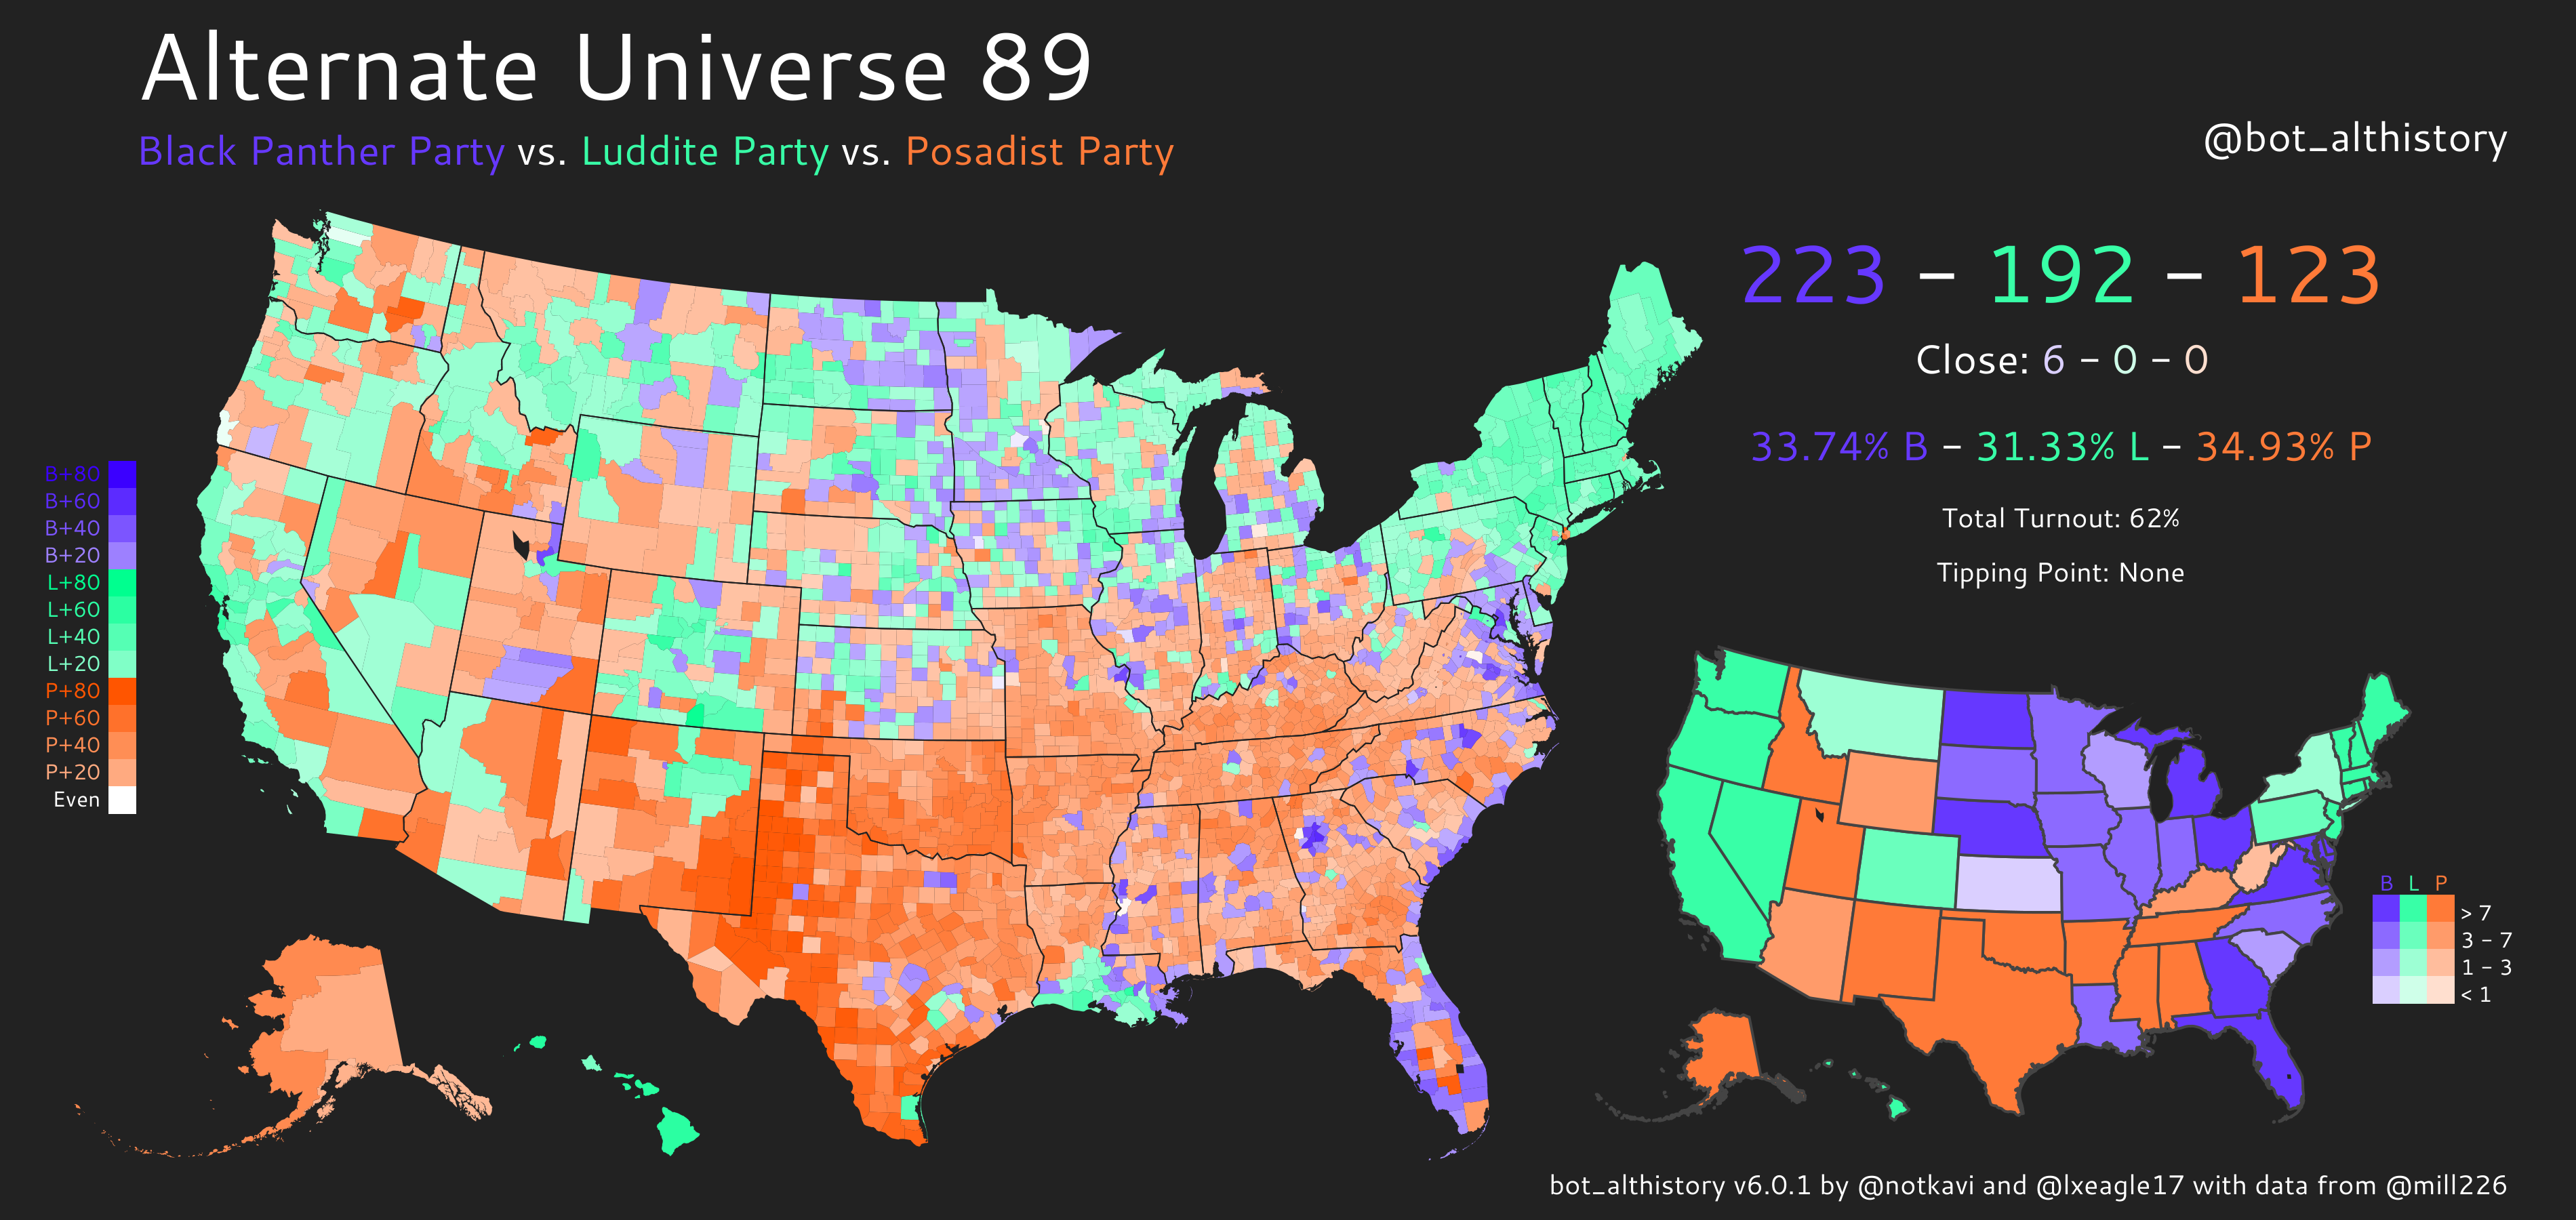 Alternate Universe 89
Black Panther Party vs. Luddite Party vs. Posadist Party
@bot_althistory
223 – 192 – 123
Close: 6 – 0 – 0
33.74% B – 31.33% L – 34.93% P
Total Turnout: 62%
Tipping Point: None
B+80
B+60
B+40
B+20
L+80
L+60
L+40
L+20
P+80
P+60
P+40
P+20
Even
B L P
> 7
3 – 7
1 – 3
< 1
bot_althistory v6.0.1 by @notkavi and @lxeagle17 with data from @mill226